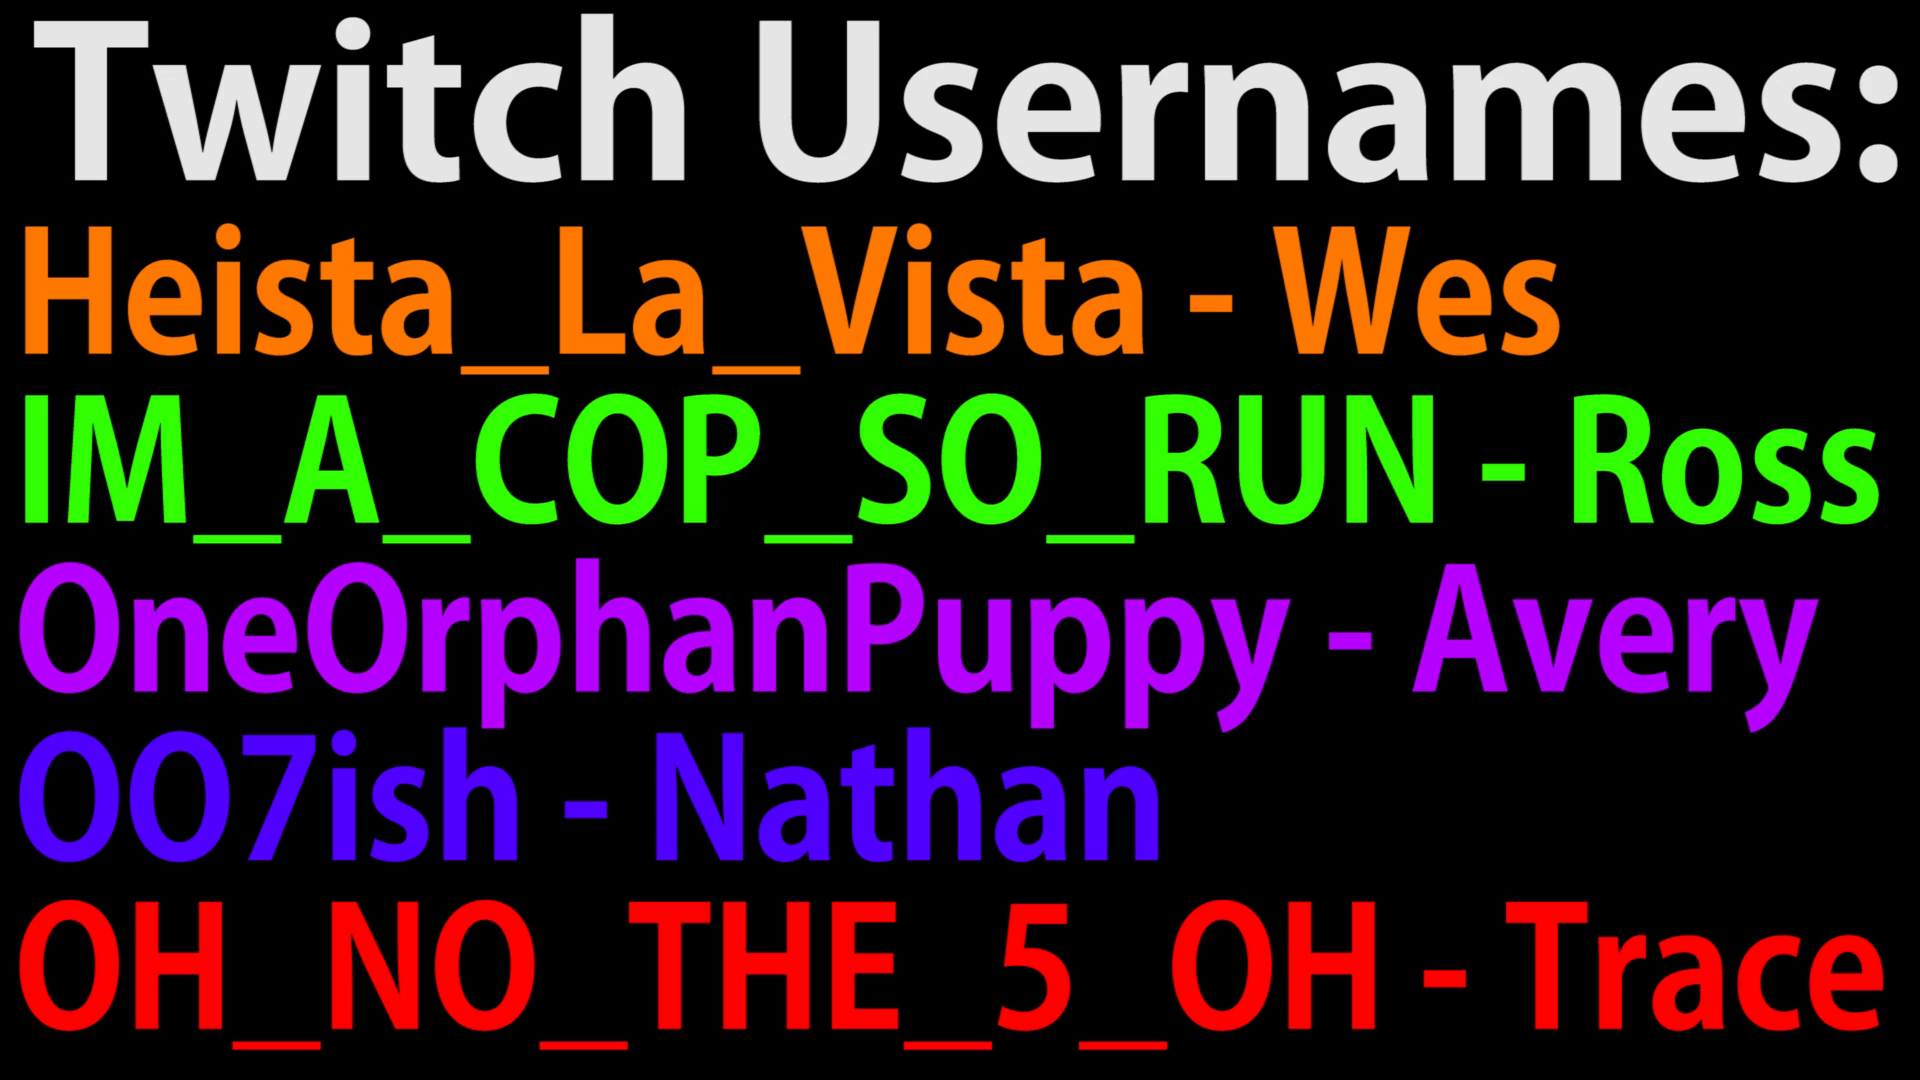 Twitch Usernames:
Heista_La_Vista - Wes
IM_A_COP_SO_RUN - Ross
OneOrphanPuppy - Avery
OO7ish - Nathan
OH_NO_THE_5_OH - Trace